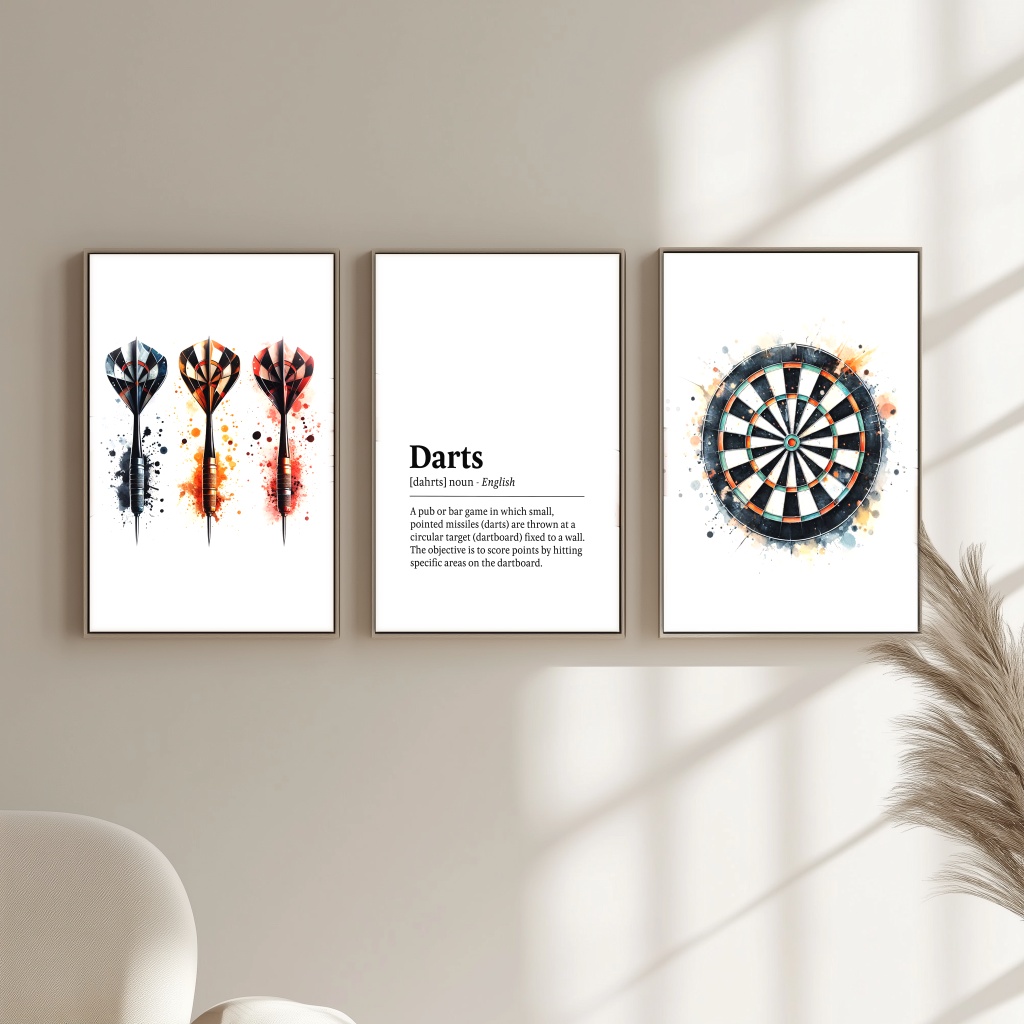 Darts
[dahrts] noun - English
A pub or bar game in which small,
pointed missiles (darts) are thrown at a
circular target (dartboard) fixed to a wall.
The objective is to score points by hitting
specific areas on the dartboard.